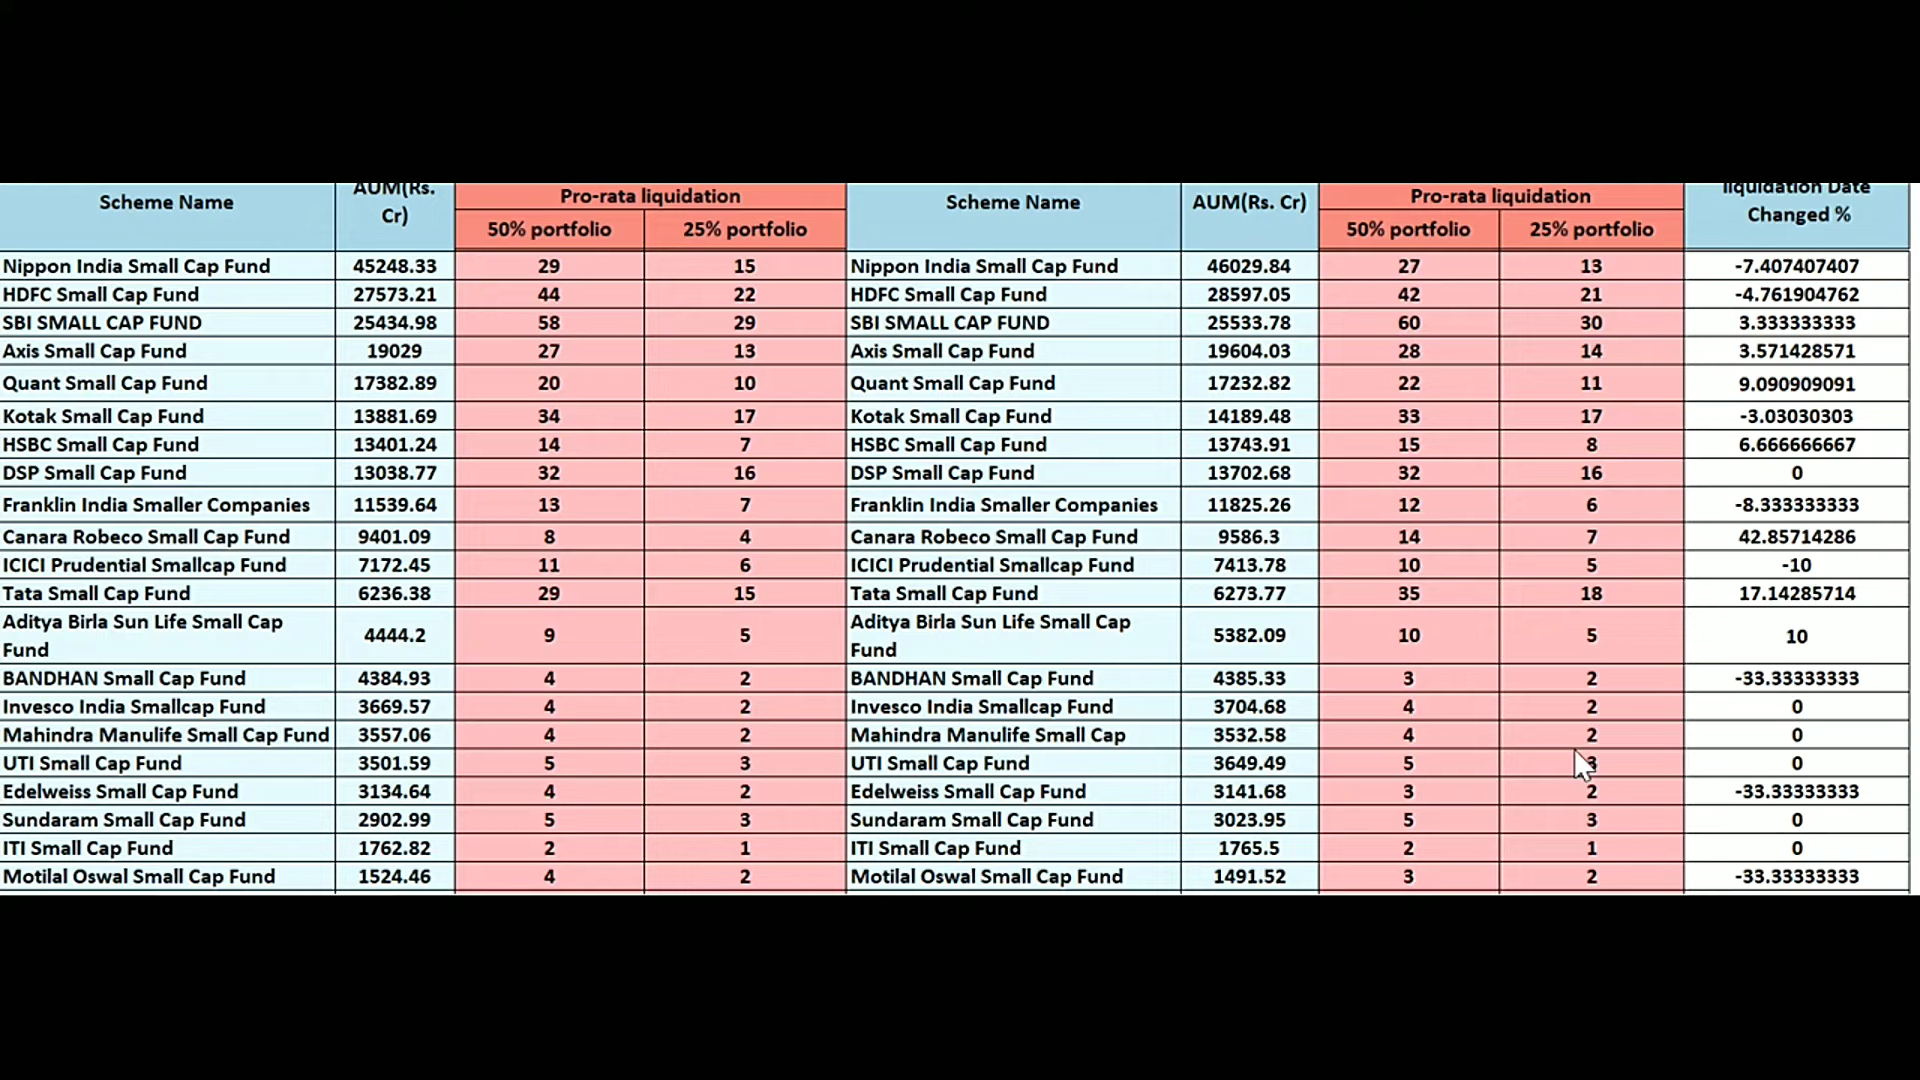 Scheme Name AUM(Rs. Cr) Pro-rata liquidation Scheme Name AUM(Rs. Cr) Pro-rata liquidation liquidation Date Changed %
50% portfolio 25% portfolio 50% portfolio 25% portfolio
Nippon India Small Cap Fund 45248.33 29 15 Nippon India Small Cap Fund 46029.84 27 13 -7.407407407
HDFC Small Cap Fund 27573.21 44 22 HDFC Small Cap Fund 28597.05 42 21 -4.761904762
SBI SMALL CAP FUND 25434.98 58 29 SBI SMALL CAP FUND 25533.78 60 30 3.333333333
Axis Small Cap Fund 19029 27 13 Axis Small Cap Fund 19604.03 28 14 3.571428571
Quant Small Cap Fund 17382.89 20 10 Quant Small Cap Fund 17232.82 22 11 9.090909091
Kotak Small Cap Fund 13881.69 34 17 Kotak Small Cap Fund 14189.48 33 17 -3.03030303
HSBC Small Cap Fund 13401.24 14 7 HSBC Small Cap Fund 13743.91 15 8 6.666666667
DSP Small Cap Fund 13038.77 32 16 DSP Small Cap Fund 13702.68 32 16 0
Franklin India Smaller Companies 11539.64 13 7 Franklin India Smaller Companies 11825.26 12 6 -8.333333333
Canara Robeco Small Cap Fund 9401.09 8 4 Canara Robeco Small Cap Fund 9586.3 14 7 42.85714286
ICICI Prudential Smallcap Fund 7172.45 11 6 ICICI Prudential Smallcap Fund 7413.78 10 5 -10
Tata Small Cap Fund 6236.38 29 15 Tata Small Cap Fund 6273.77 35 18 17.14285714
Aditya Birla Sun Life Small Cap Fund 4444.2 9 5 Aditya Birla Sun Life Small Cap Fund 5382.09 10 5 10
BANDHAN Small Cap Fund 4384.93 4 2 BANDHAN Small Cap Fund 4385.33 3 2 -33.33333333
Invesco India Smallcap Fund 3669.57 4 2 Invesco India Smallcap Fund 3704.68 4 2 0
Mahindra Manulife Small Cap Fund 3557.06 4 2 Mahindra Manulife Small Cap 3532.58 4 2 0
UTI Small Cap Fund 3501.59 5 3 UTI Small Cap Fund 3649.49 5 3 0
Edelweiss Small Cap Fund 3134.64 4 2 Edelweiss Small Cap Fund 3141.68 3 2 -33.33333333
Sundaram Small Cap Fund 2902.99 5 3 Sundaram Small Cap Fund 3023.95 5 3 0
ITI Small Cap Fund 1762.82 2 1 ITI Small Cap Fund 1765.5 2 1 0
Motilal Oswal Small Cap Fund 1524.46 4 2 Motilal Oswal Small Cap Fund 1491.52 3 2 -33.33333333